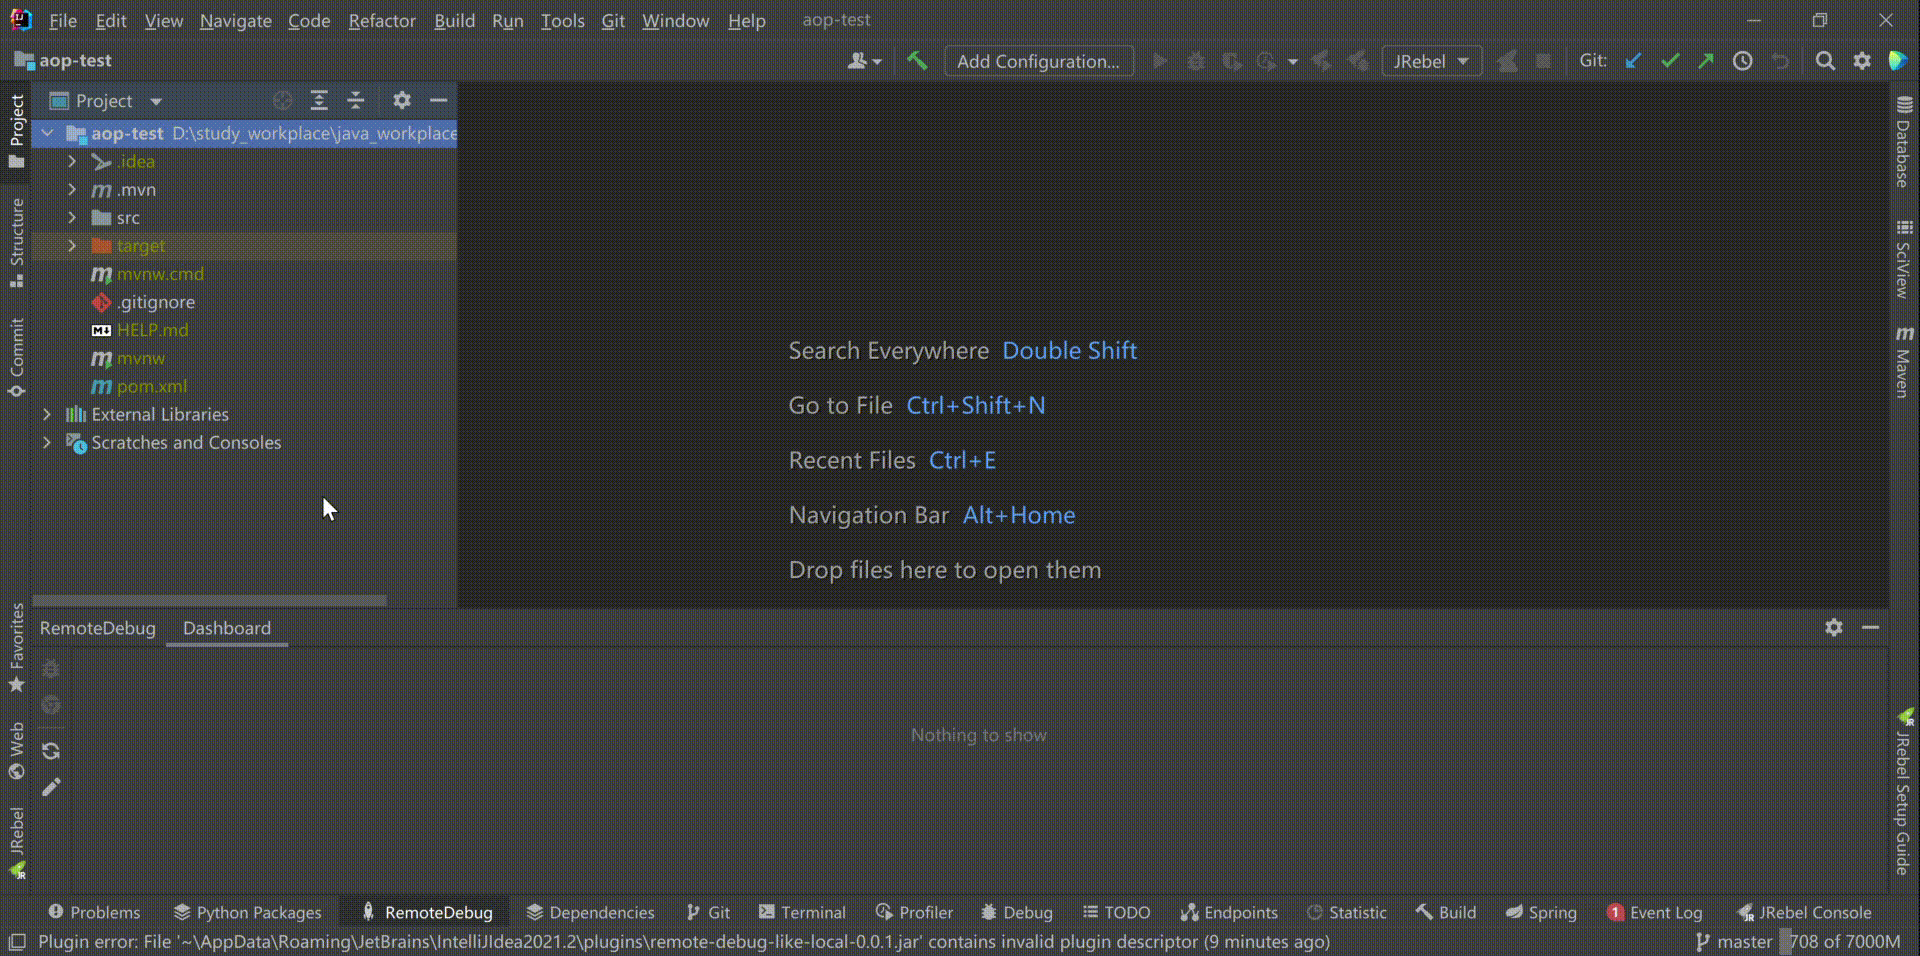 File Edit View Navigate Code Refactor Build Run Tools Git Window Help aop-test
aop-test
Add Configuration...
JRebel
Git:
Project
aop-test D:\study_workplace\java_workplace
.idea
.mvn
src
target
mvnw.cmd
.gitignore
HELP.md
mvnw
pom.xml
External Libraries
Scratches and Consoles
Project
Structure
Commit
Favorites
Web
JRebel
Search Everywhere Double Shift
Go to File Ctrl+Shift+N
Recent Files Ctrl+E
Navigation Bar Alt+Home
Drop files here to open them
Database
SciView
Maven
JRebel Setup Guide
RemoteDebug Dashboard
Nothing to show
Problems Python Packages RemoteDebug Dependencies Git Terminal Profiler Debug TODO Endpoints Statistic Build Spring 1 Event Log JRebel Console
Plugin error: File '~\AppData\Roaming\JetBrains\IntelliJIdea2021.2\plugins\remote-debug-like-local-0.0.1.jar' contains invalid plugin descriptor (9 minutes ago) master 708 of 7000M